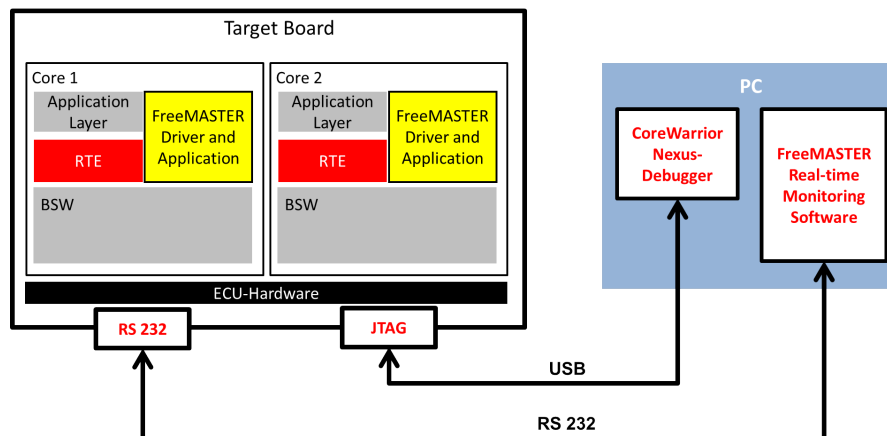 Target Board
Core 1
Application
Layer
FreeMASTER
Driver and
Application
RTE
BSW
Core 2
Application
Layer
FreeMASTER
Driver and
Application
RTE
BSW
ECU-Hardware
RS 232
JTAG
PC
CoreWarrior
Nexus-
Debugger
FreeMASTER
Real-time
Monitoring
Software
USB
RS 232